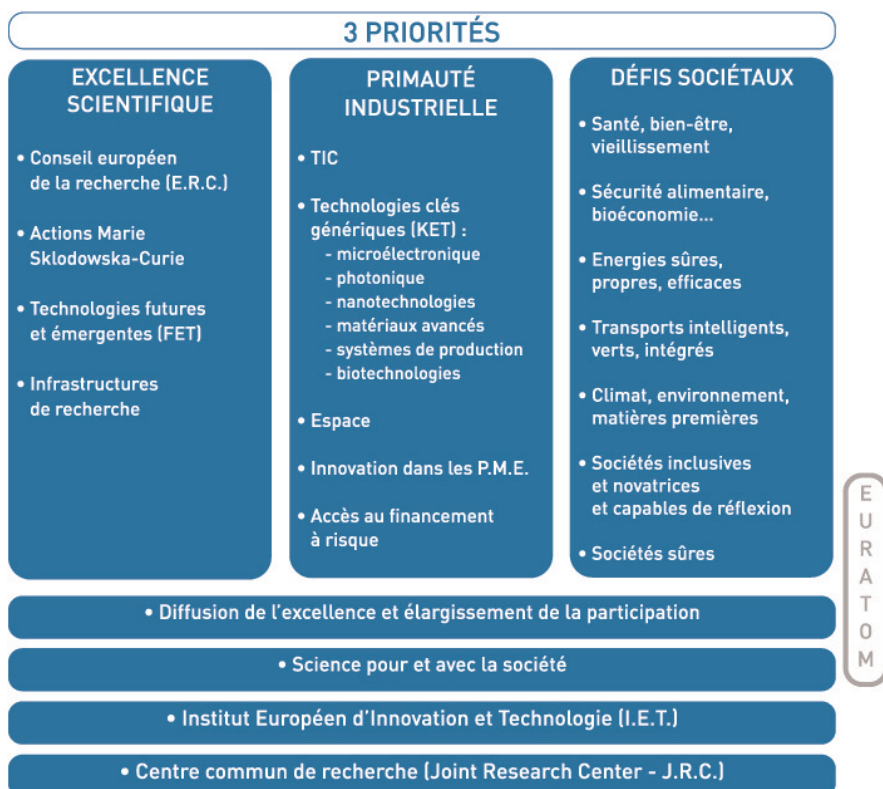 3 PRIORITÉS
EXCELLENCE
SCIENTIFIQUE
• Conseil européen
de la recherche (E.R.C.)
• Actions Marie
Sklodowska-Curie
• Technologies futures
et émergentes (FET)
• Infrastructures
de recherche
PRIMAUTÉ
INDUSTRIELLE
• TIC
• Technologies clés
génériques (KET) :
- microélectronique
- photonique
- nanotechnologies
- matériaux avancés
- systèmes de production
- biotechnologies
• Espace
• Innovation dans les P.M.E.
• Accès au financement
à risque
DÉFIS SOCIÉTAUX
• Santé, bien-être,
vieillissement
• Sécurité alimentaire,
bioéconomie...
• Energies sûres,
propres, efficaces
• Transports intelligents,
verts, intégrés
• Climat, environnement,
matières premières
• Sociétés inclusives
et novatrices
et capables de réflexion
• Sociétés sûres
• Diffusion de l'excellence et élargissement de la participation
• Science pour et avec la société
• Institut Européen d'Innovation et Technologie (I.E.T.)
• Centre commun de recherche (Joint Research Center - J.R.C.)
EURATOM